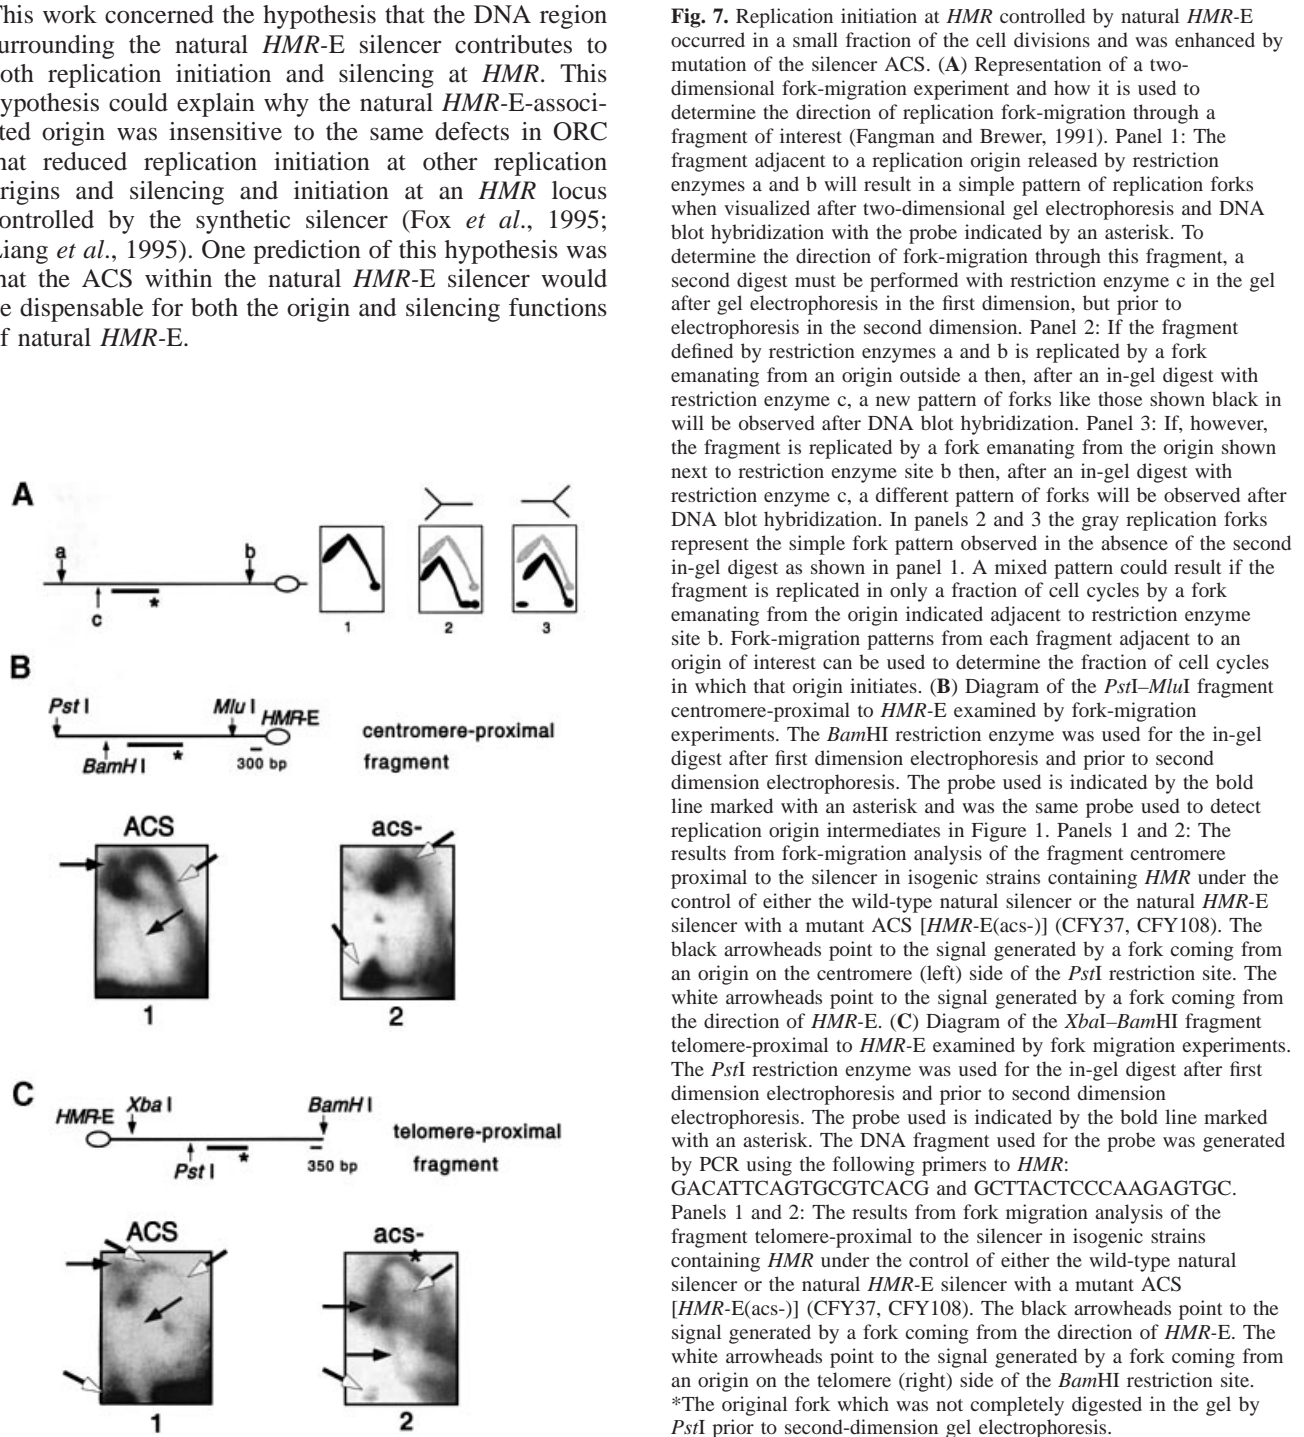 This work concerned the hypothesis that the DNA region
urrounding the natural HMR-E silencer contributes to
oth replication initiation and silencing at HMR. This
ypothesis could explain why the natural HMR-E-associ-
ted origin was insensitive to the same defects in ORC
hat reduced replication initiation at other replication
rigins and silencing and initiation at an HMR locus
ontrolled by the synthetic silencer (Fox et al., 1995;
Liang et al., 1995). One prediction of this hypothesis was
hat the ACS within the natural HMR-E silencer would
e dispensable for both the origin and silencing functions
f natural HMR-E.
A
a
b
c
*
1
2
3
B
Pst I
Mlu I
HMR-E
BamH I
*
300 bp
centromere-proximal
fragment
ACS
acs-
1
2
C
HMR-E
Xba I
BamH I
Pst I
*
350 bp
telomere-proximal
fragment
ACS
acs-
*
1
2
Fig. 7. Replication initiation at HMR controlled by natural HMR-E
occurred in a small fraction of the cell divisions and was enhanced by
mutation of the silencer ACS. (A) Representation of a two-
dimensional fork-migration experiment and how it is used to
determine the direction of replication fork-migration through a
fragment of interest (Fangman and Brewer, 1991). Panel 1: The
fragment adjacent to a replication origin released by restriction
enzymes a and b will result in a simple pattern of replication forks
when visualized after two-dimensional gel electrophoresis and DNA
blot hybridization with the probe indicated by an asterisk. To
determine the direction of fork-migration through this fragment, a
second digest must be performed with restriction enzyme c in the gel
after gel electrophoresis in the first dimension, but prior to
electrophoresis in the second dimension. Panel 2: If the fragment
defined by restriction enzymes a and b is replicated by a fork
emanating from an origin outside a then, after an in-gel digest with
restriction enzyme c, a new pattern of forks like those shown black in
will be observed after DNA blot hybridization. Panel 3: If, however,
the fragment is replicated by a fork emanating from the origin shown
next to restriction enzyme site b then, after an in-gel digest with
restriction enzyme c, a different pattern of forks will be observed after
DNA blot hybridization. In panels 2 and 3 the gray replication forks
represent the simple fork pattern observed in the absence of the second
in-gel digest as shown in panel 1. A mixed pattern could result if the
fragment is replicated in only a fraction of cell cycles by a fork
emanating from the origin indicated adjacent to restriction enzyme
site b. Fork-migration patterns from each fragment adjacent to an
origin of interest can be used to determine the fraction of cell cycles
in which that origin initiates. (B) Diagram of the PstI–MluI fragment
centromere-proximal to HMR-E examined by fork-migration
experiments. The BamHI restriction enzyme was used for the in-gel
digest after first dimension electrophoresis and prior to second
dimension electrophoresis. The probe used is indicated by the bold
line marked with an asterisk and was the same probe used to detect
replication origin intermediates in Figure 1. Panels 1 and 2: The
results from fork-migration analysis of the fragment centromere
proximal to the silencer in isogenic strains containing HMR under the
control of either the wild-type natural silencer or the natural HMR-E
silencer with a mutant ACS [HMR-E(acs-)] (CFY37, CFY108). The
black arrowheads point to the signal generated by a fork coming from
an origin on the centromere (left) side of the PstI restriction site. The
white arrowheads point to the signal generated by a fork coming from
the direction of HMR-E. (C) Diagram of the XbaI–BamHI fragment
telomere-proximal to HMR-E examined by fork migration experiments.
The PstI restriction enzyme was used for the in-gel digest after first
dimension electrophoresis and prior to second dimension
electrophoresis. The probe used is indicated by the bold line marked
with an asterisk. The DNA fragment used for the probe was generated
by PCR using the following primers to HMR:
GACATTCAGTGCGTCACG and GCTTACTCCCAAGAGTGC.
Panels 1 and 2: The results from fork migration analysis of the
fragment telomere-proximal to the silencer in isogenic strains
containing HMR under the control of either the wild-type natural
silencer or the natural HMR-E silencer with a mutant ACS
[HMR-E(acs-)] (CFY37, CFY108). The black arrowheads point to the
signal generated by a fork coming from the direction of HMR-E. The
white arrowheads point to the signal generated by a fork coming from
an origin on the telomere (right) side of the BamHI restriction site.
*The original fork which was not completely digested in the gel by
PstI prior to second-dimension gel electrophoresis.